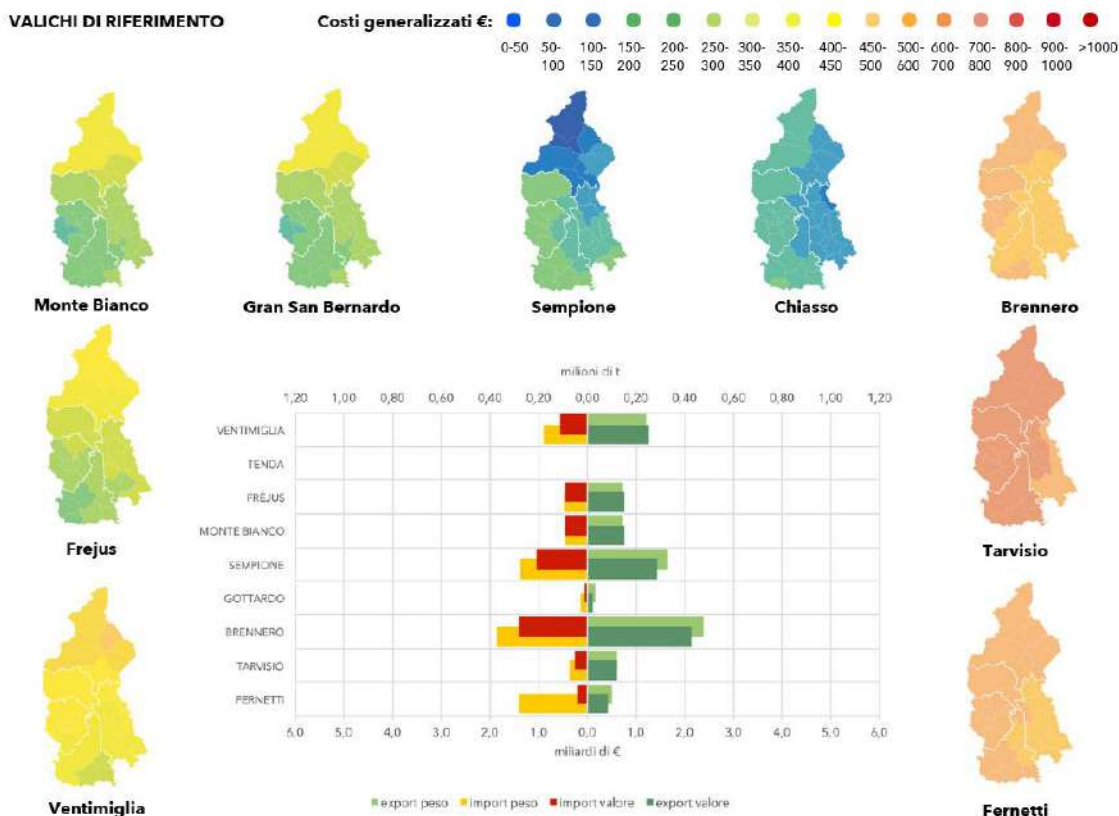 VALICHI DI RIFERIMENTO
Costi generalizzati €:
0-50 50-100 100-150 150-200 200-250 250-300 300-350 350-400 400-450 450-500 500-600 600-700 700-800 800-900 900-1000 >1000
Monte Bianco
Gran San Bernardo
Sempione
Chiasso
Brennero
Frejus
Tarvisio
Ventimiglia
Fernetti
milioni di t
1,20 1,00 0,80 0,60 0,40 0,20 0,00 0,20 0,40 0,60 0,80 1,00 1,20
VENTIMIGLIA
TENDA
FREJUS
MONTE BIANCO
SEMPIONE
GOTTARDO
BRENNERO
TARVISIO
FERNETTI
6,0 5,0 4,0 3,0 2,0 1,0 0,0 1,0 2,0 3,0 4,0 5,0 6,0
miliardi di €
export peso import peso import valore export valore